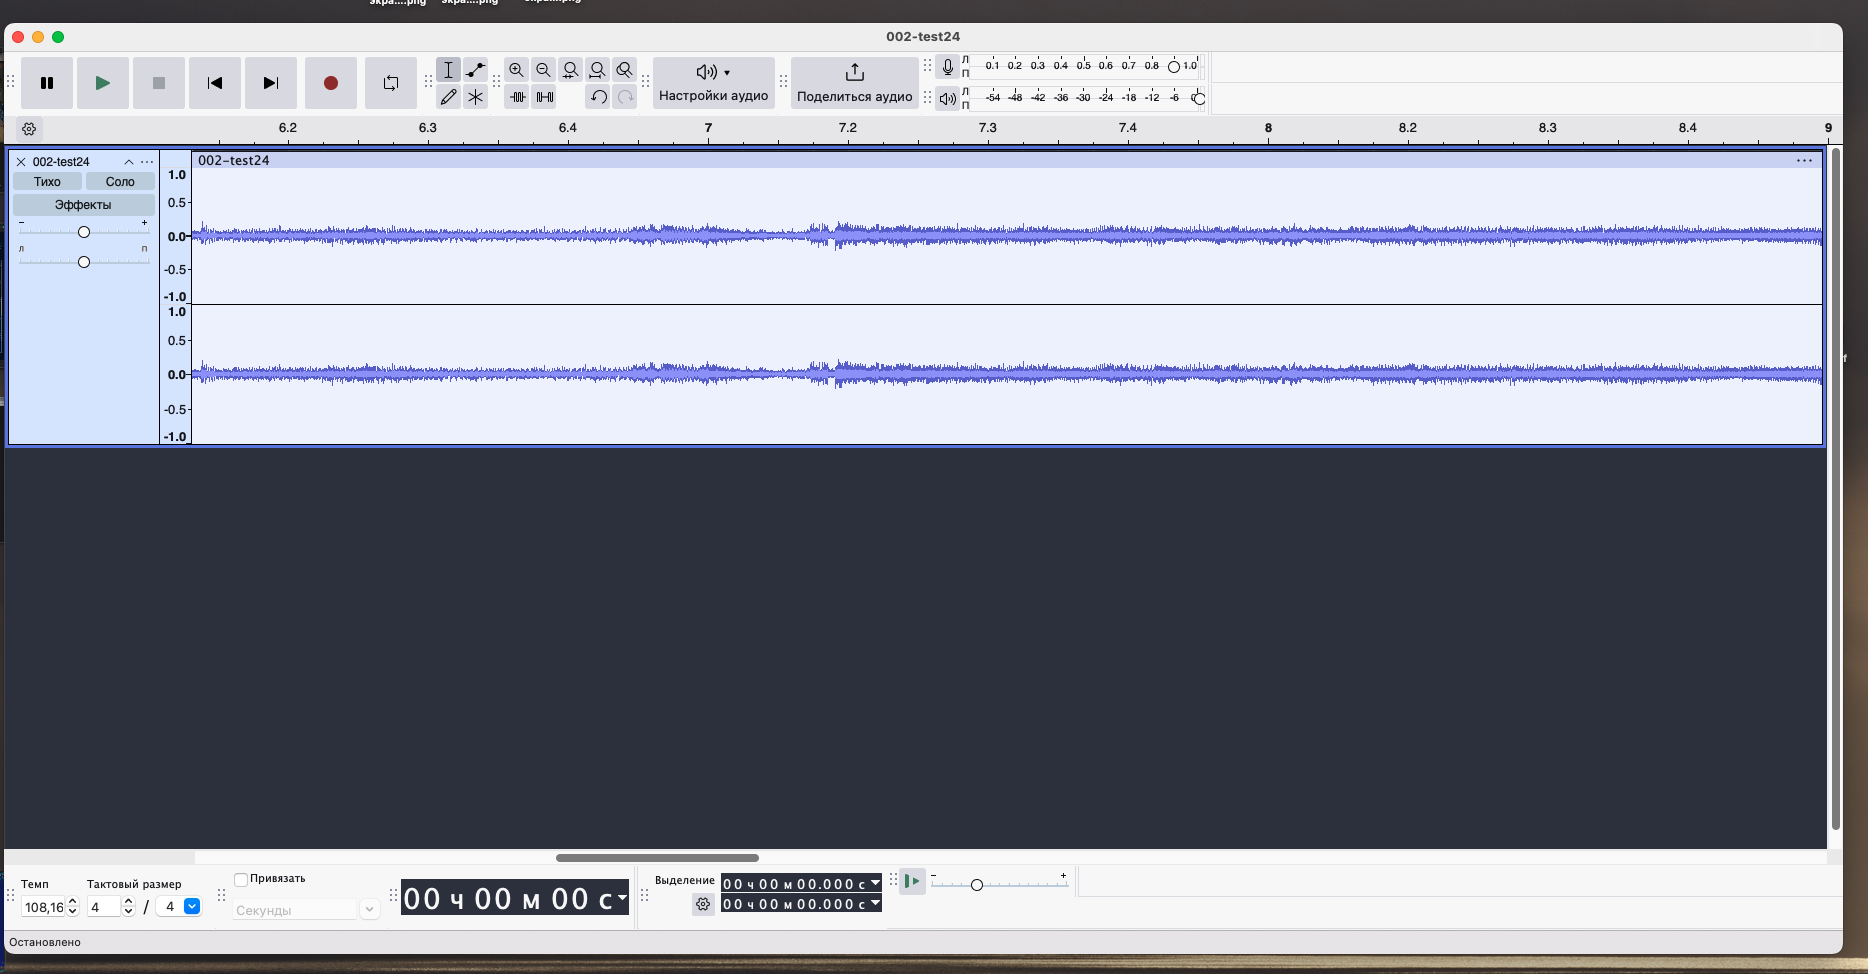 002-test24
Настройки аудио
Поделиться аудио
Л
П
0.1 0.2 0.3 0.4 0.5 0.6 0.7 0.8 1.0
Л
П
-54 -48 -42 -36 -30 -24 -18 -12 -6 0
6.2 6.3 6.4 7 7.2 7.3 7.4 8 8.2 8.3 8.4 9
002-test24
Тихо Соло
Эффекты
- +
Л П
002-test24
1.0
0.5
0.0
-0.5
-1.0
1.0
0.5
0.0
-0.5
-1.0
Темп
108,16
Тактовый размер
4 / 4
Привязать
Секунды
00 ч 00 м 00 с
Выделение
00 ч 00 м 00.000 с
00 ч 00 м 00.000 с
- +
Остановлено